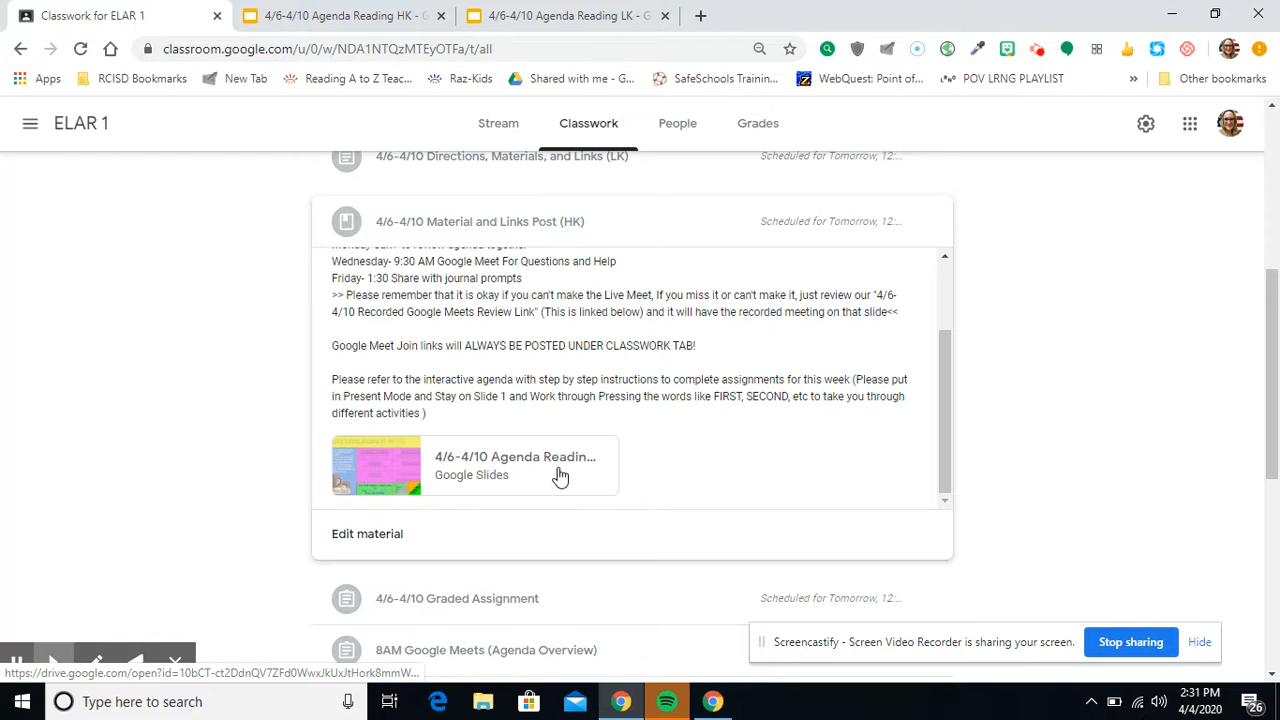 Classwork for ELAR 1
4/6-4/10 Agenda Reading HK - G
4/6-4/10 Agenda Reading LK - G
classroom.google.com/u/0/w/NDA1NTQzMTEyOTFa/t/all
Apps
RCISD Bookmarks
New Tab
Reading A to Z Teac...
Raz-Kids
Shared with me - G...
SafeSchools Trainin...
WebQuest: Point of...
POV LRNG PLAYLIST
»
Other bookmarks
ELAR 1
Stream
Classwork
People
Grades
4/6-4/10 Directions, Materials, and Links (LK)
Scheduled for Tomorrow, 12:...
4/6-4/10 Material and Links Post (HK)
Scheduled for Tomorrow, 12:...
Wednesday- 9:30 AM Google Meet For Questions and Help
Friday- 1:30 Share with journal prompts
>> Please remember that it is okay if you can't make the Live Meet, If you miss it or can't make it, just review our "4/6-
4/10 Recorded Google Meets Review Link" (This is linked below) and it will have the recorded meeting on that slide<<
Google Meet Join links will ALWAYS BE POSTED UNDER CLASSWORK TAB!
Please refer to the interactive agenda with step by step instructions to complete assignments for this week (Please put
in Present Mode and Stay on Slide 1 and Work through Pressing the words like FIRST, SECOND, etc to take you through
different activities )
4/6-4/10 Agenda Readin...
Google Slides
Edit material
4/6-4/10 Graded Assignment
Scheduled for Tomorrow, 12:...
8AM Google Meets (Agenda Overview)
Screencastify - Screen Video Recorder is sharing your screen.
Stop sharing
Hide
https://drive.google.com/open?id=10bCT-ct2DdnQV7ZFd0WwxJkUxJtHork8mmW...
Type here to search
2:31 PM
4/4/2020
26